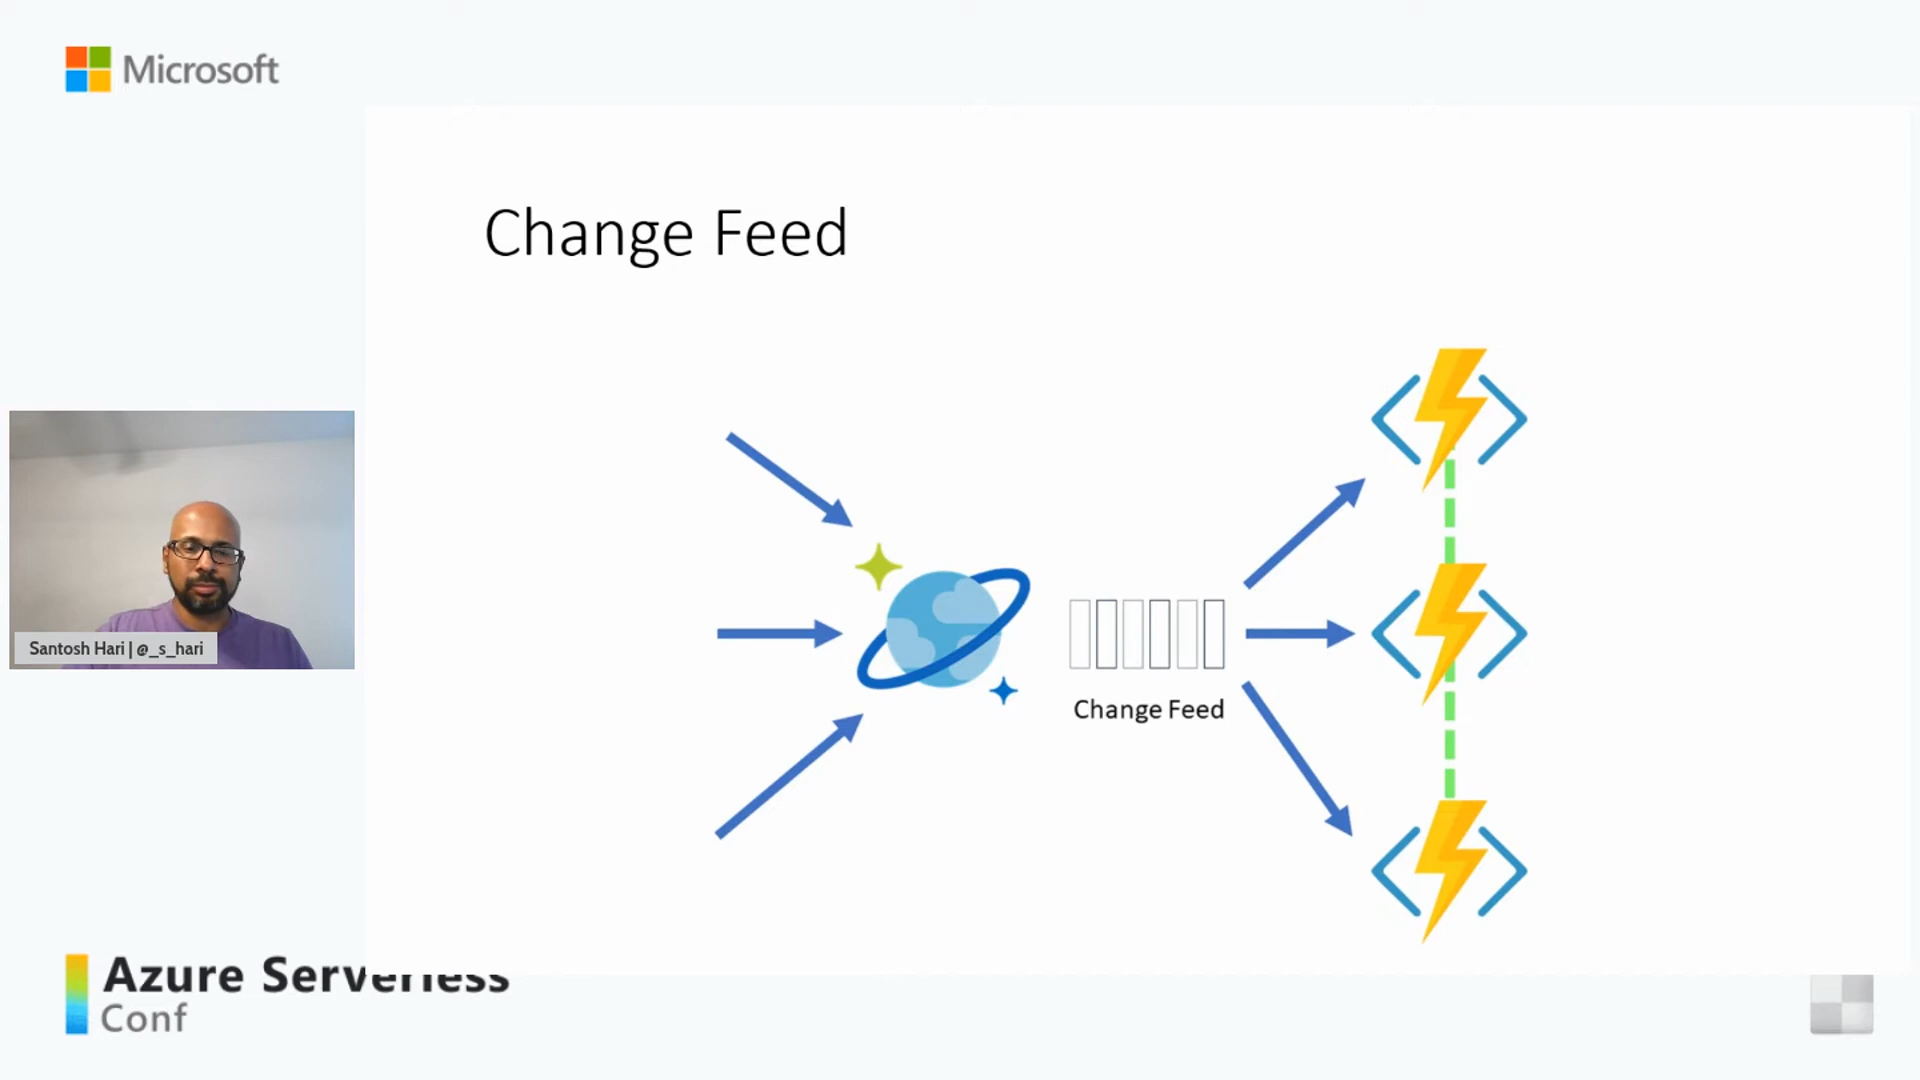 Microsoft
Change Feed
Change Feed
Santosh Hari | @_s_hari
Azure Serverless
Conf